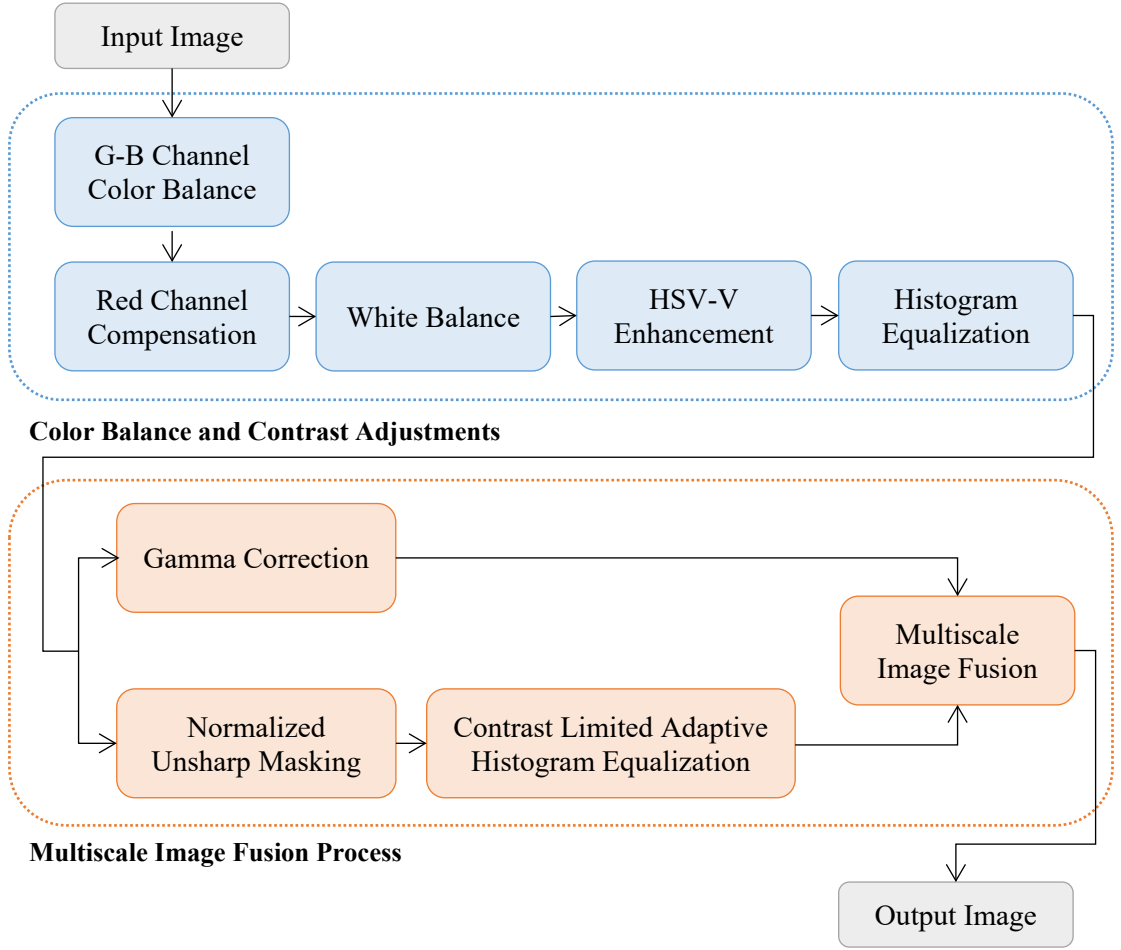 Input Image
G-B Channel
Color Balance
Red Channel
Compensation
White Balance
HSV-V
Enhancement
Histogram
Equalization
Color Balance and Contrast Adjustments
Gamma Correction
Multiscale
Image Fusion
Normalized
Unsharp Masking
Contrast Limited Adaptive
Histogram Equalization
Multiscale Image Fusion Process
Output Image